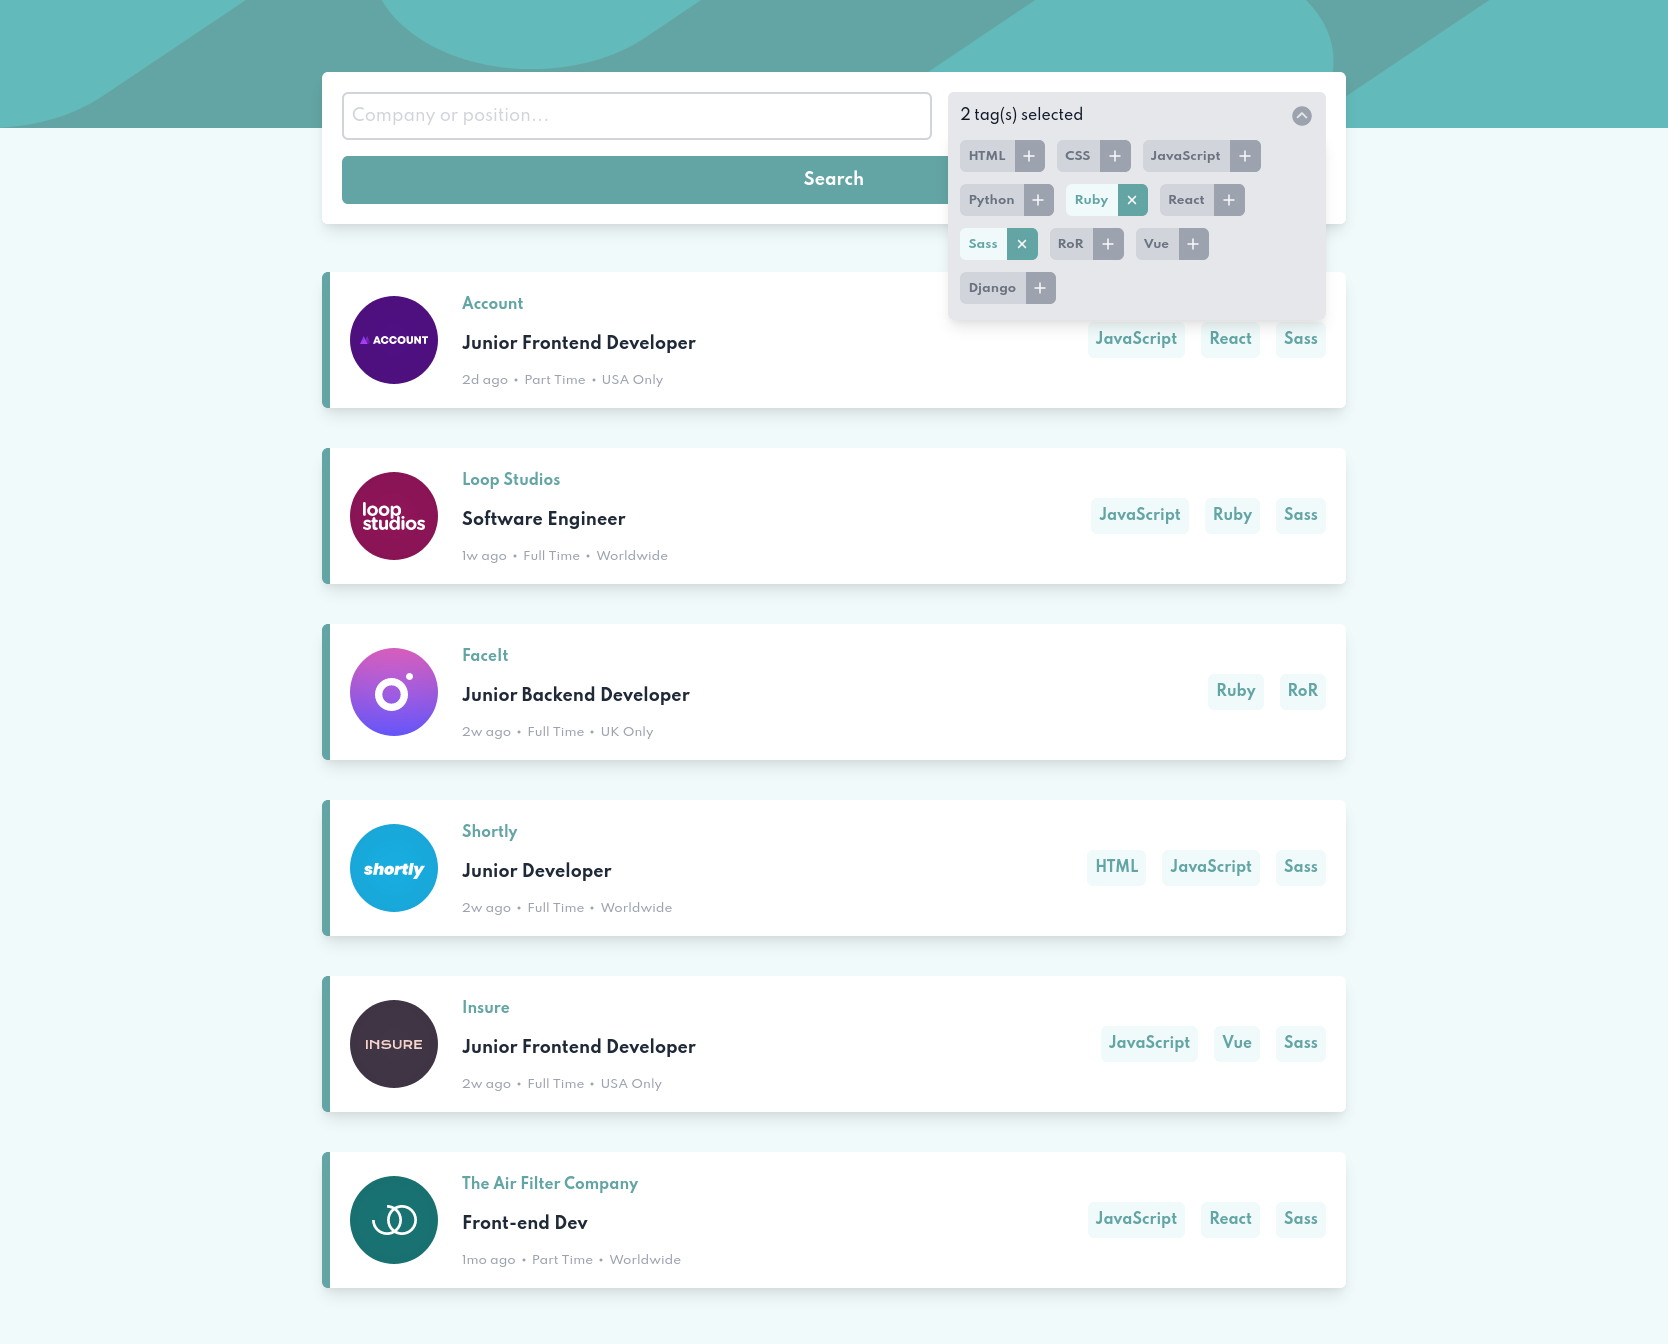 Company or position...
2 tag(s) selected
HTML + CSS + JavaScript +
Search
Python + Ruby × React +
Sass × RoR + Vue +
Django +
ACCOUNT
Account
Junior Frontend Developer
2d ago • Part Time • USA Only
JavaScript React Sass
loop
studios
Loop Studios
Software Engineer
1w ago • Full Time • Worldwide
JavaScript Ruby Sass
FaceIt
Junior Backend Developer
2w ago • Full Time • UK Only
Ruby RoR
shortly
Shortly
Junior Developer
2w ago • Full Time • Worldwide
HTML JavaScript Sass
INSURE
Insure
Junior Frontend Developer
2w ago • Full Time • USA Only
JavaScript Vue Sass
The Air Filter Company
Front-end Dev
1mo ago • Part Time • Worldwide
JavaScript React Sass